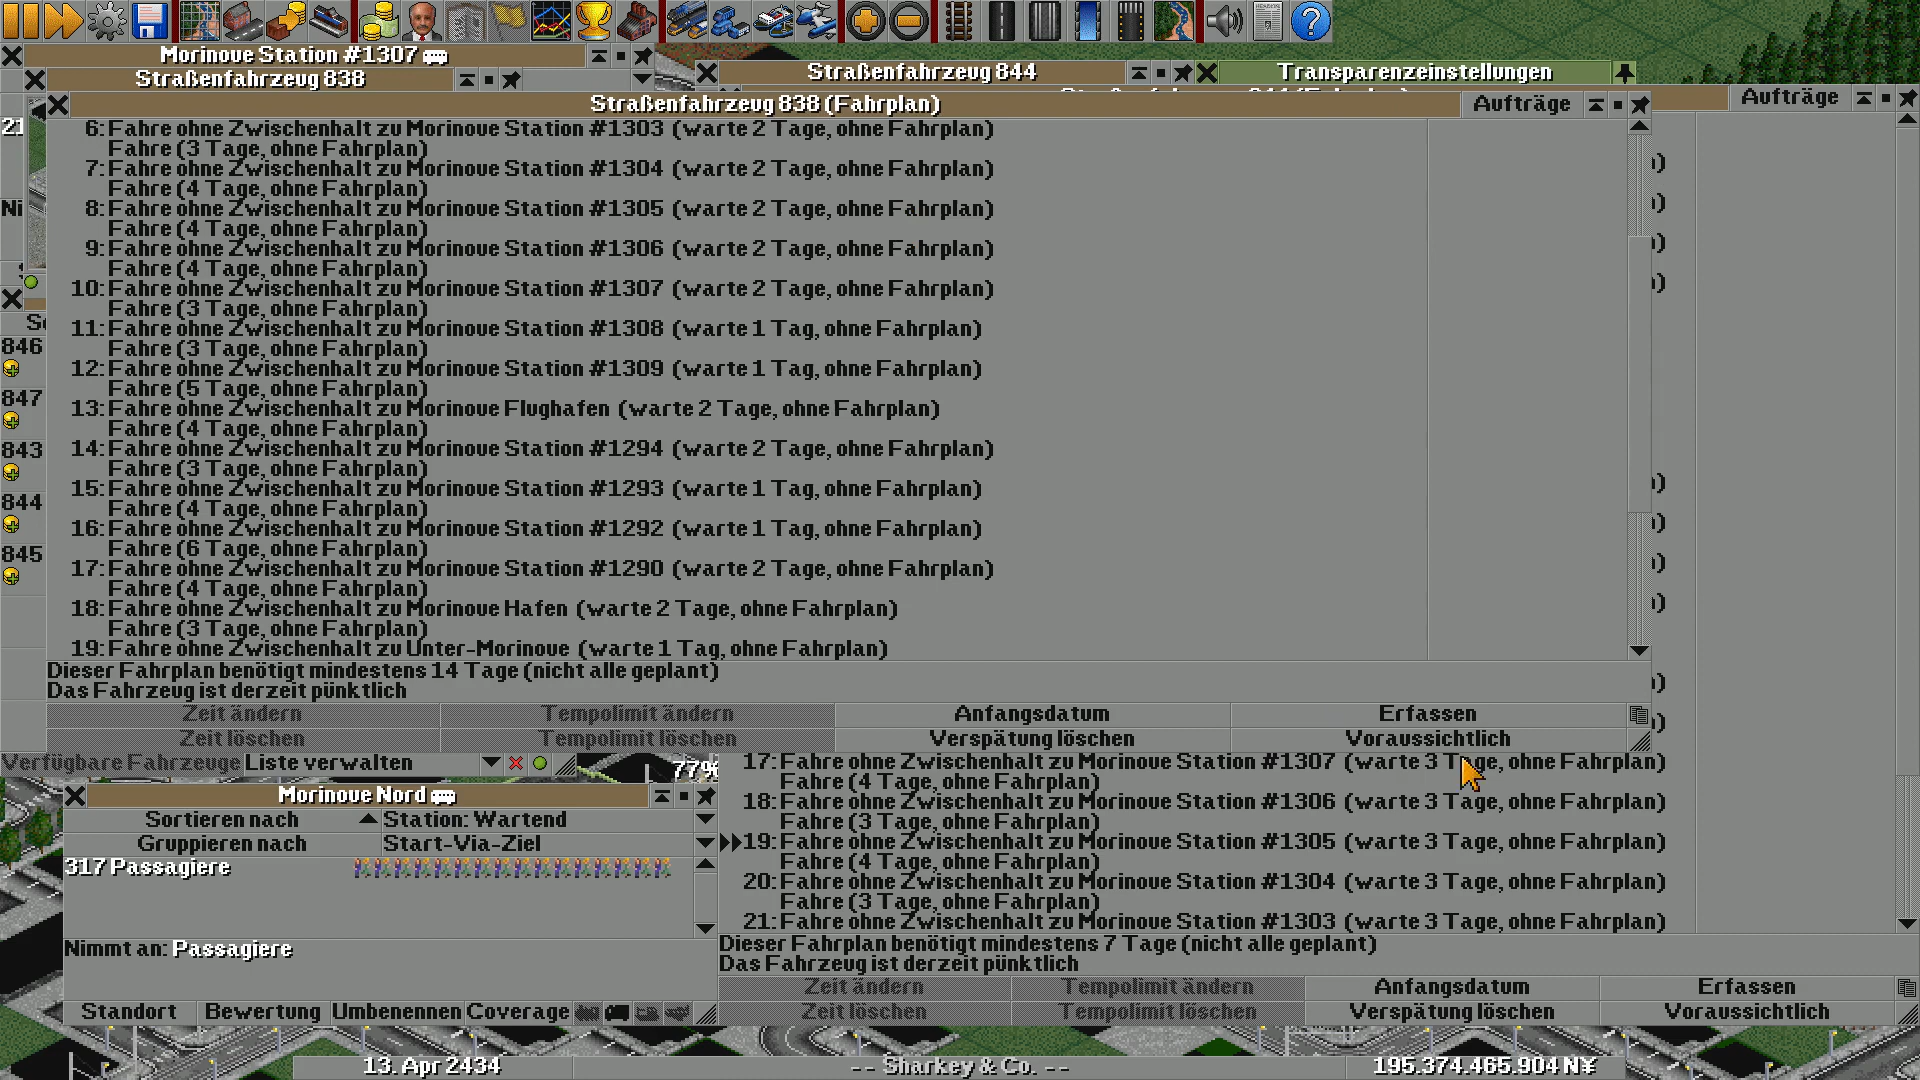 Morinoue Station #1307
Straßenfahrzeug 838
Straßenfahrzeug 844
Transparenzeinstellungen
Straßenfahrzeug 838 (Fahrplan)
Aufträge
Aufträge
21
Ni
846
847
843
844
845
6: Fahre ohne Zwischenhalt zu Morinoue Station #1303 (warte 2 Tage, ohne Fahrplan)
Fahre (3 Tage, ohne Fahrplan)
7: Fahre ohne Zwischenhalt zu Morinoue Station #1304 (warte 2 Tage, ohne Fahrplan)
Fahre (4 Tage, ohne Fahrplan)
8: Fahre ohne Zwischenhalt zu Morinoue Station #1305 (warte 2 Tage, ohne Fahrplan)
Fahre (4 Tage, ohne Fahrplan)
9: Fahre ohne Zwischenhalt zu Morinoue Station #1306 (warte 2 Tage, ohne Fahrplan)
Fahre (4 Tage, ohne Fahrplan)
10: Fahre ohne Zwischenhalt zu Morinoue Station #1307 (warte 2 Tage, ohne Fahrplan)
Fahre (3 Tage, ohne Fahrplan)
11: Fahre ohne Zwischenhalt zu Morinoue Station #1308 (warte 1 Tag, ohne Fahrplan)
Fahre (3 Tage, ohne Fahrplan)
12: Fahre ohne Zwischenhalt zu Morinoue Station #1309 (warte 1 Tag, ohne Fahrplan)
Fahre (5 Tage, ohne Fahrplan)
13: Fahre ohne Zwischenhalt zu Morinoue Flughafen (warte 2 Tage, ohne Fahrplan)
Fahre (4 Tage, ohne Fahrplan)
14: Fahre ohne Zwischenhalt zu Morinoue Station #1294 (warte 2 Tage, ohne Fahrplan)
Fahre (3 Tage, ohne Fahrplan)
15: Fahre ohne Zwischenhalt zu Morinoue Station #1293 (warte 1 Tag, ohne Fahrplan)
Fahre (4 Tage, ohne Fahrplan)
16: Fahre ohne Zwischenhalt zu Morinoue Station #1292 (warte 1 Tag, ohne Fahrplan)
Fahre (6 Tage, ohne Fahrplan)
17: Fahre ohne Zwischenhalt zu Morinoue Station #1290 (warte 2 Tage, ohne Fahrplan)
Fahre (4 Tage, ohne Fahrplan)
18: Fahre ohne Zwischenhalt zu Morinoue Hafen (warte 2 Tage, ohne Fahrplan)
Fahre (3 Tage, ohne Fahrplan)
19: Fahre ohne Zwischenhalt zu Unter-Morinoue (warte 1 Tag, ohne Fahrplan)
Dieser Fahrplan benötigt mindestens 14 Tage (nicht alle geplant)
Das Fahrzeug ist derzeit pünktlich
Zeit ändern
Tempolimit ändern
Anfangsdatum
Erfassen
Zeit löschen
Tempolimit löschen
Verspätung löschen
Voraussichtlich
Verfügbare Fahrzeuge
Liste verwalten
77%
Morinoue Nord
Sortieren nach
Station: Wartend
Gruppieren nach
Start-Via-Ziel
317 Passagiere
Nimmt an: Passagiere
Standort
Bewertung
Umbenennen
Coverage
17: Fahre ohne Zwischenhalt zu Morinoue Station #1307 (warte 3 Tage, ohne Fahrplan)
Fahre (4 Tage, ohne Fahrplan)
18: Fahre ohne Zwischenhalt zu Morinoue Station #1306 (warte 3 Tage, ohne Fahrplan)
Fahre (3 Tage, ohne Fahrplan)
19: Fahre ohne Zwischenhalt zu Morinoue Station #1305 (warte 3 Tage, ohne Fahrplan)
Fahre (4 Tage, ohne Fahrplan)
20: Fahre ohne Zwischenhalt zu Morinoue Station #1304 (warte 3 Tage, ohne Fahrplan)
Fahre (3 Tage, ohne Fahrplan)
21: Fahre ohne Zwischenhalt zu Morinoue Station #1303 (warte 3 Tage, ohne Fahrplan)
Dieser Fahrplan benötigt mindestens 7 Tage (nicht alle geplant)
Das Fahrzeug ist derzeit pünktlich
Zeit ändern
Tempolimit ändern
Anfangsdatum
Erfassen
Zeit löschen
Tempolimit löschen
Verspätung löschen
Voraussichtlich
13. Apr 2434
-- Sharkey & Co. --
195.374.465.904 N¥